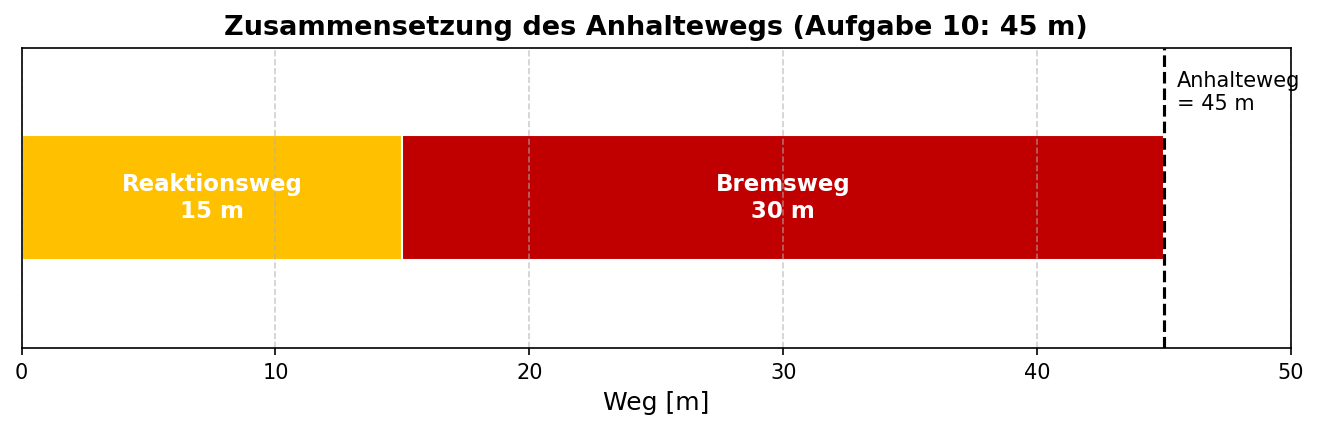 Zusammensetzung des Anhaltewegs (Aufgabe 10: 45 m)
Anhalteweg
= 45 m
Reaktionsweg
15 m
Bremsweg
30 m
0 10 20 30 40 50
Weg [m]